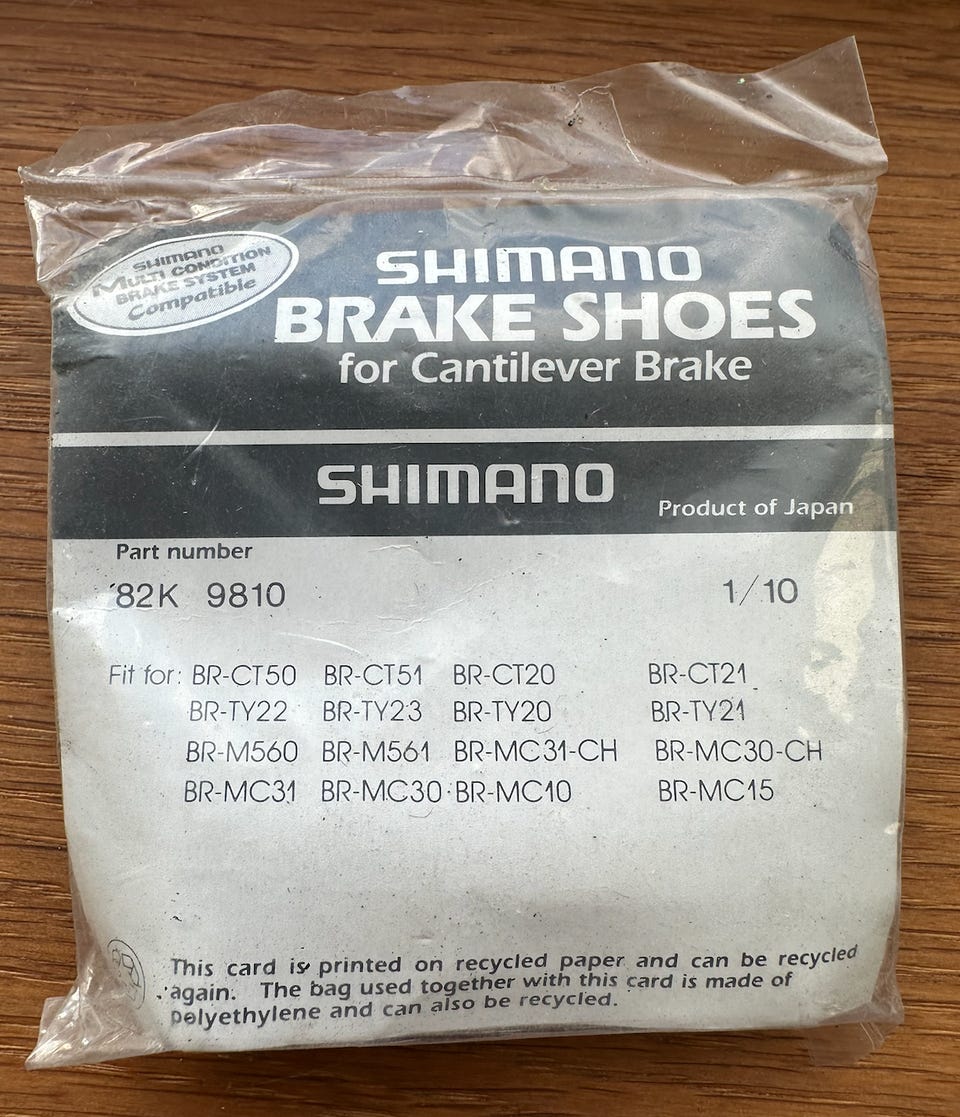 SHIMANO
MULTI CONDITION
BRAKE SYSTEM
Compatible
SHIMANO
BRAKE SHOES
for Cantilever Brake
SHIMANO
Product of Japan
Part number
82K 9810 1/10
Fit for: BR-CT50 BR-CT51 BR-CT20 BR-CT21
BR-TY22 BR-TY23 BR-TY20 BR-TY21
BR-M560 BR-M561 BR-MC31-CH BR-MC30-CH
BR-MC31 BR-MC30 BR-MC10 BR-MC15
This card is printed on recycled paper and can be recycled
again. The bag used together with this card is made of
polyethylene and can also be recycled.